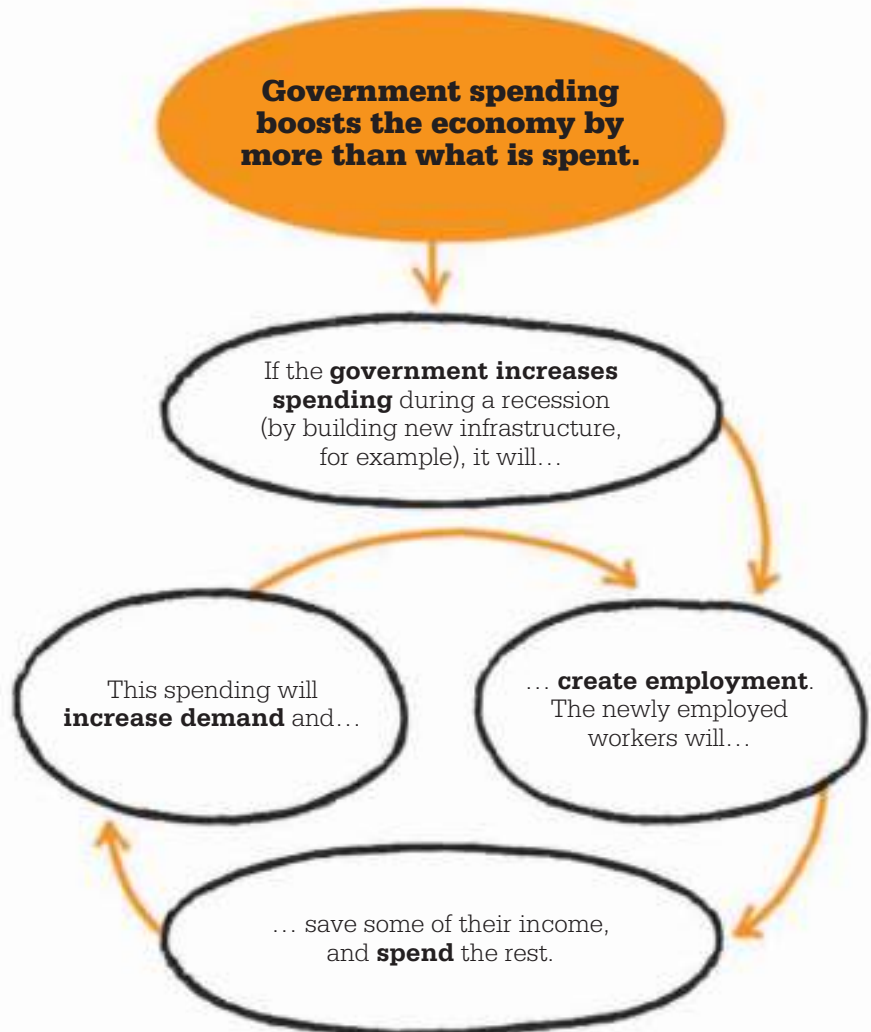 Government spending
boosts the economy by
more than what is spent.
If the government increases
spending during a recession
(by building new infrastructure,
for example), it will…
… create employment.
The newly employed
workers will…
… save some of their income,
and spend the rest.
This spending will
increase demand and…